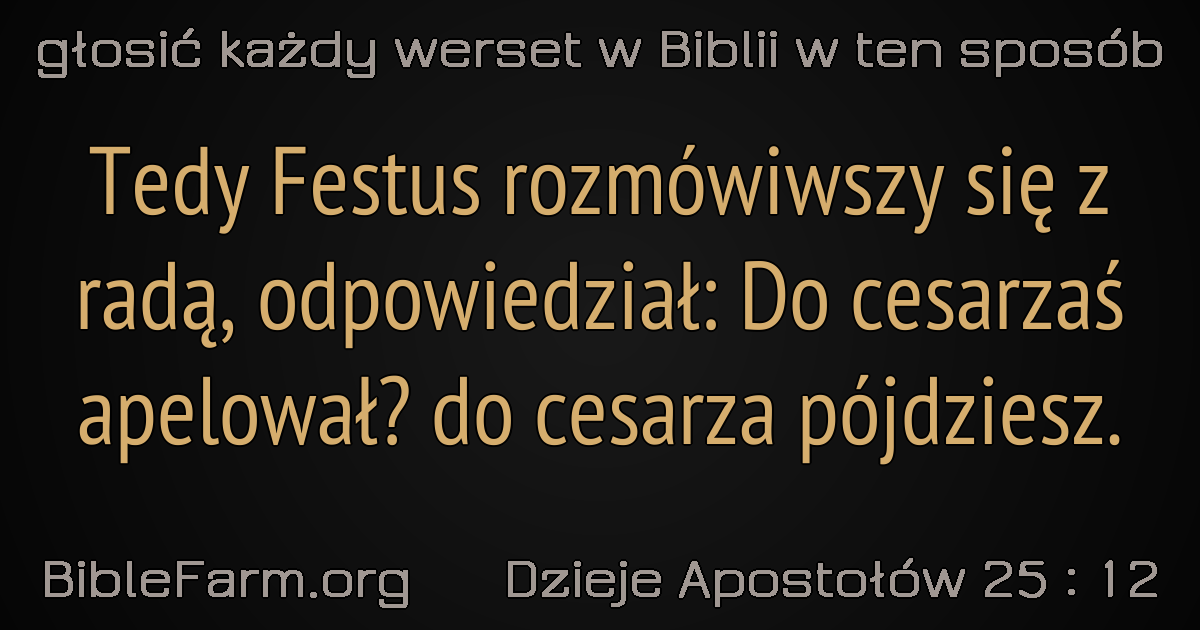 głosić każdy werset w Biblii w ten sposób
Tedy Festus rozmówiwszy się z
radą, odpowiedział: Do cesarzaś
apelował? do cesarza pójdziesz.
BibleFarm.org Dzieje Apostołów 25 : 12